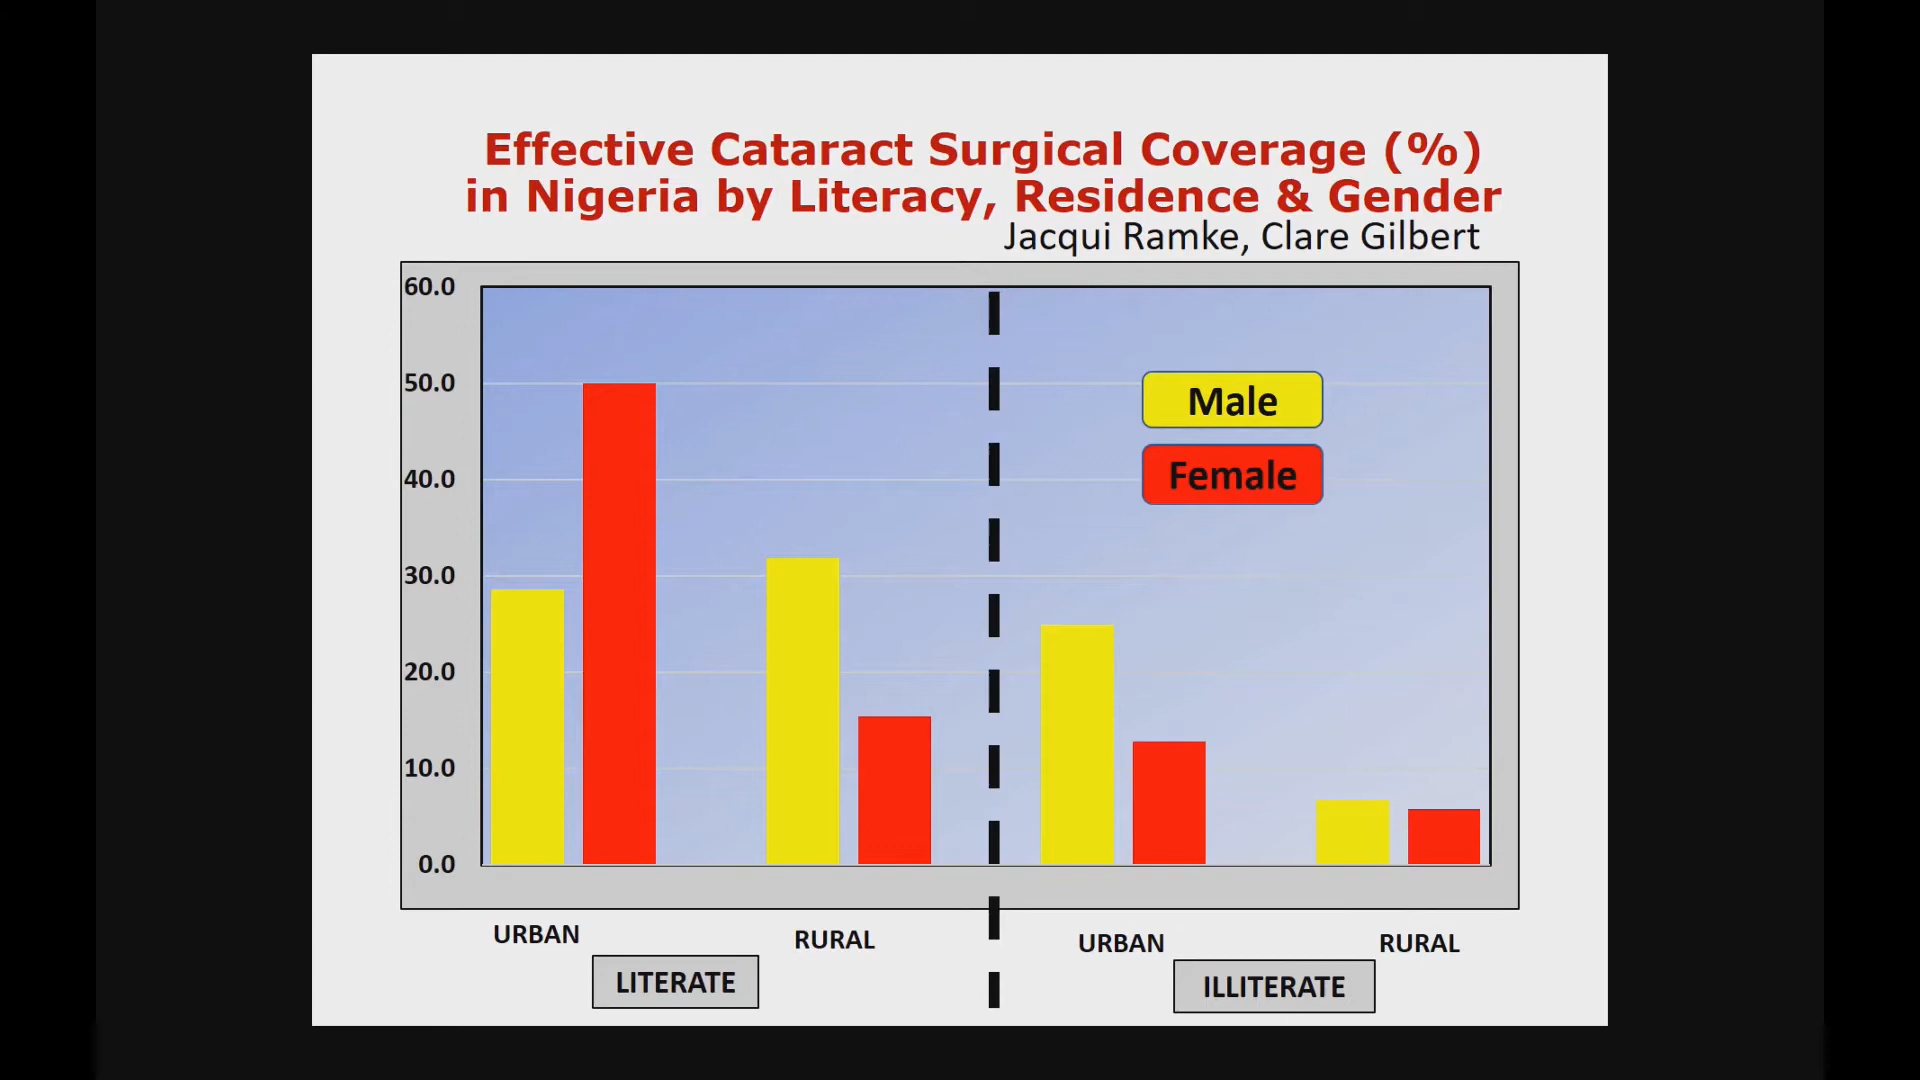 Effective Cataract Surgical Coverage (%)
in Nigeria by Literacy, Residence & Gender
Jacqui Ramke, Clare Gilbert
60.0
50.0
40.0
30.0
20.0
10.0
0.0
Male
Female
URBAN
RURAL
URBAN
RURAL
LITERATE
ILLITERATE